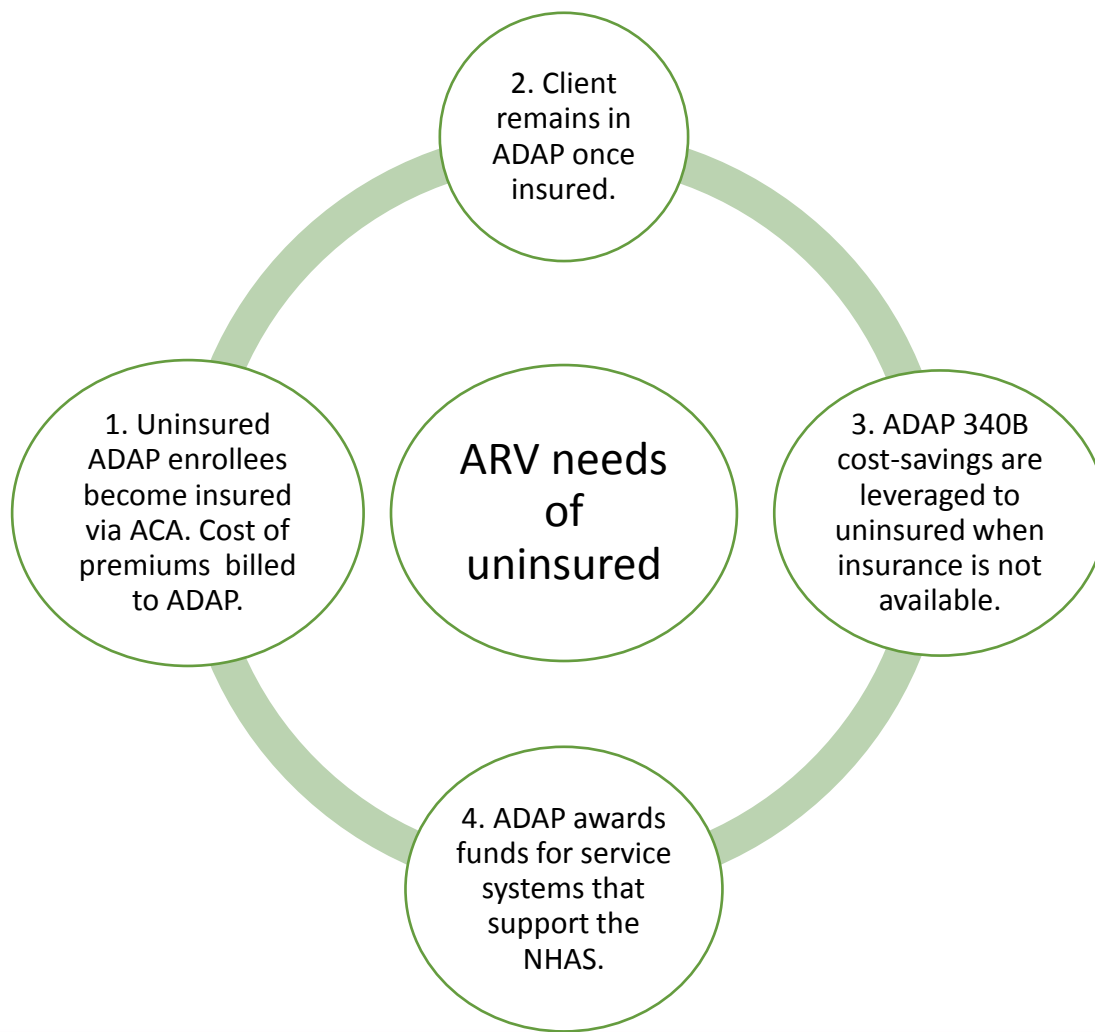 2. Client
remains in
ADAP once
insured.
1. Uninsured
ADAP enrollees
become insured
via ACA. Cost of
premiums billed
to ADAP.
ARV needs
of
uninsured
3. ADAP 340B
cost-savings are
leveraged to
uninsured when
insurance is not
available.
4. ADAP awards
funds for service
systems that
support the
NHAS.